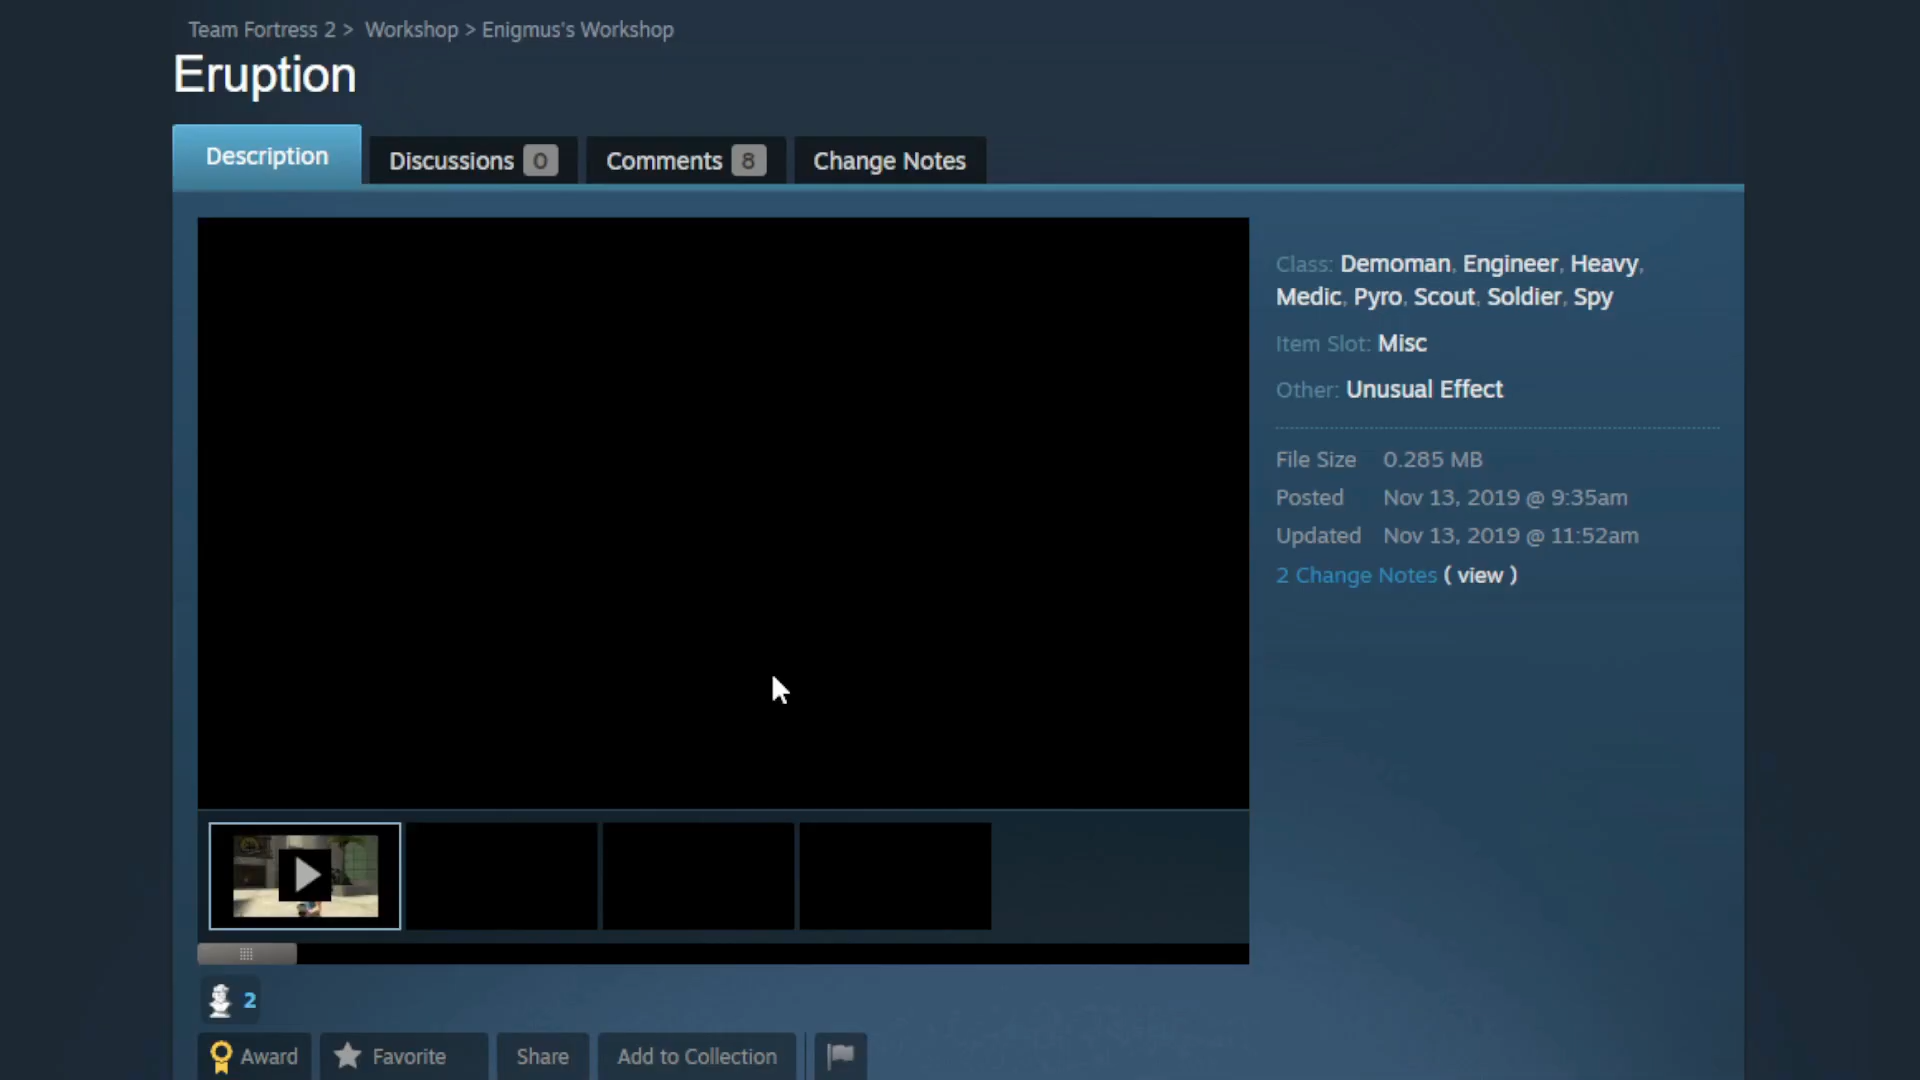 Team Fortress 2 > Workshop > Enigmus's Workshop
Eruption
Description
Discussions 0
Comments 8
Change Notes
Class: Demoman, Engineer, Heavy,
Medic, Pyro, Scout, Soldier, Spy
Item Slot: Misc
Other: Unusual Effect
File Size 0.285 MB
Posted Nov 13, 2019 @ 9:35am
Updated Nov 13, 2019 @ 11:52am
2 Change Notes ( view )
2
Award
Favorite
Share
Add to Collection